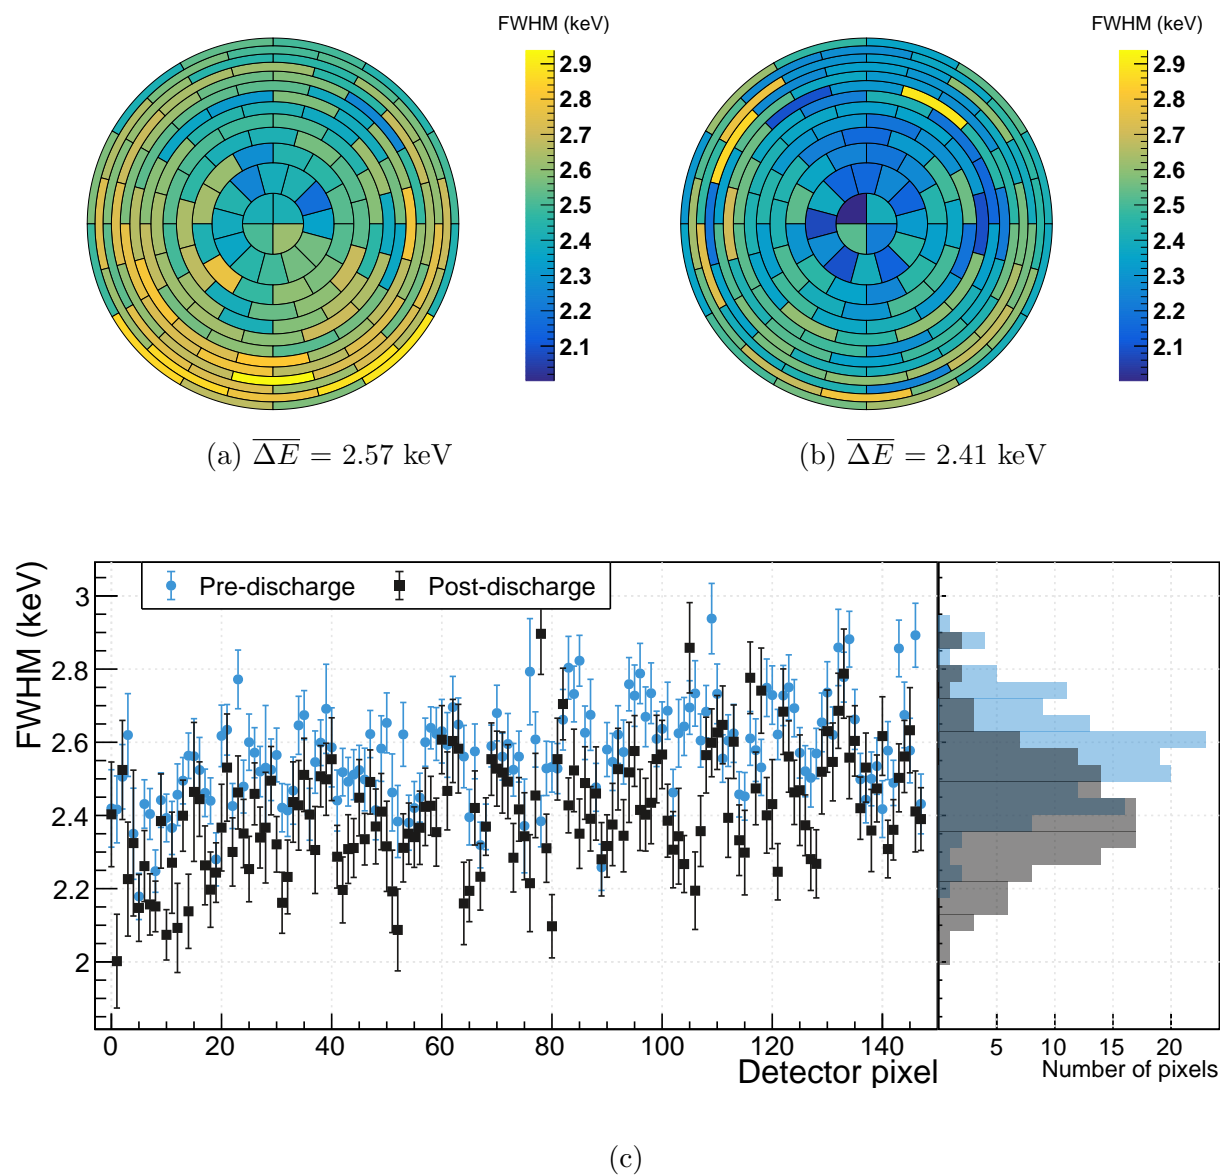 FWHM (keV)
2.9
2.8
2.7
2.6
2.5
2.4
2.3
2.2
2.1
FWHM (keV)
2.9
2.8
2.7
2.6
2.5
2.4
2.3
2.2
2.1
(a) $\overline{\Delta E}$ = 2.57 keV
(b) $\overline{\Delta E}$ = 2.41 keV
FWHM (keV)
Pre-discharge
Post-discharge
3
2.8
2.6
2.4
2.2
2
0 20 40 60 80 100 120 140
Detector pixel
5 10 15 20
Number of pixels
(c)